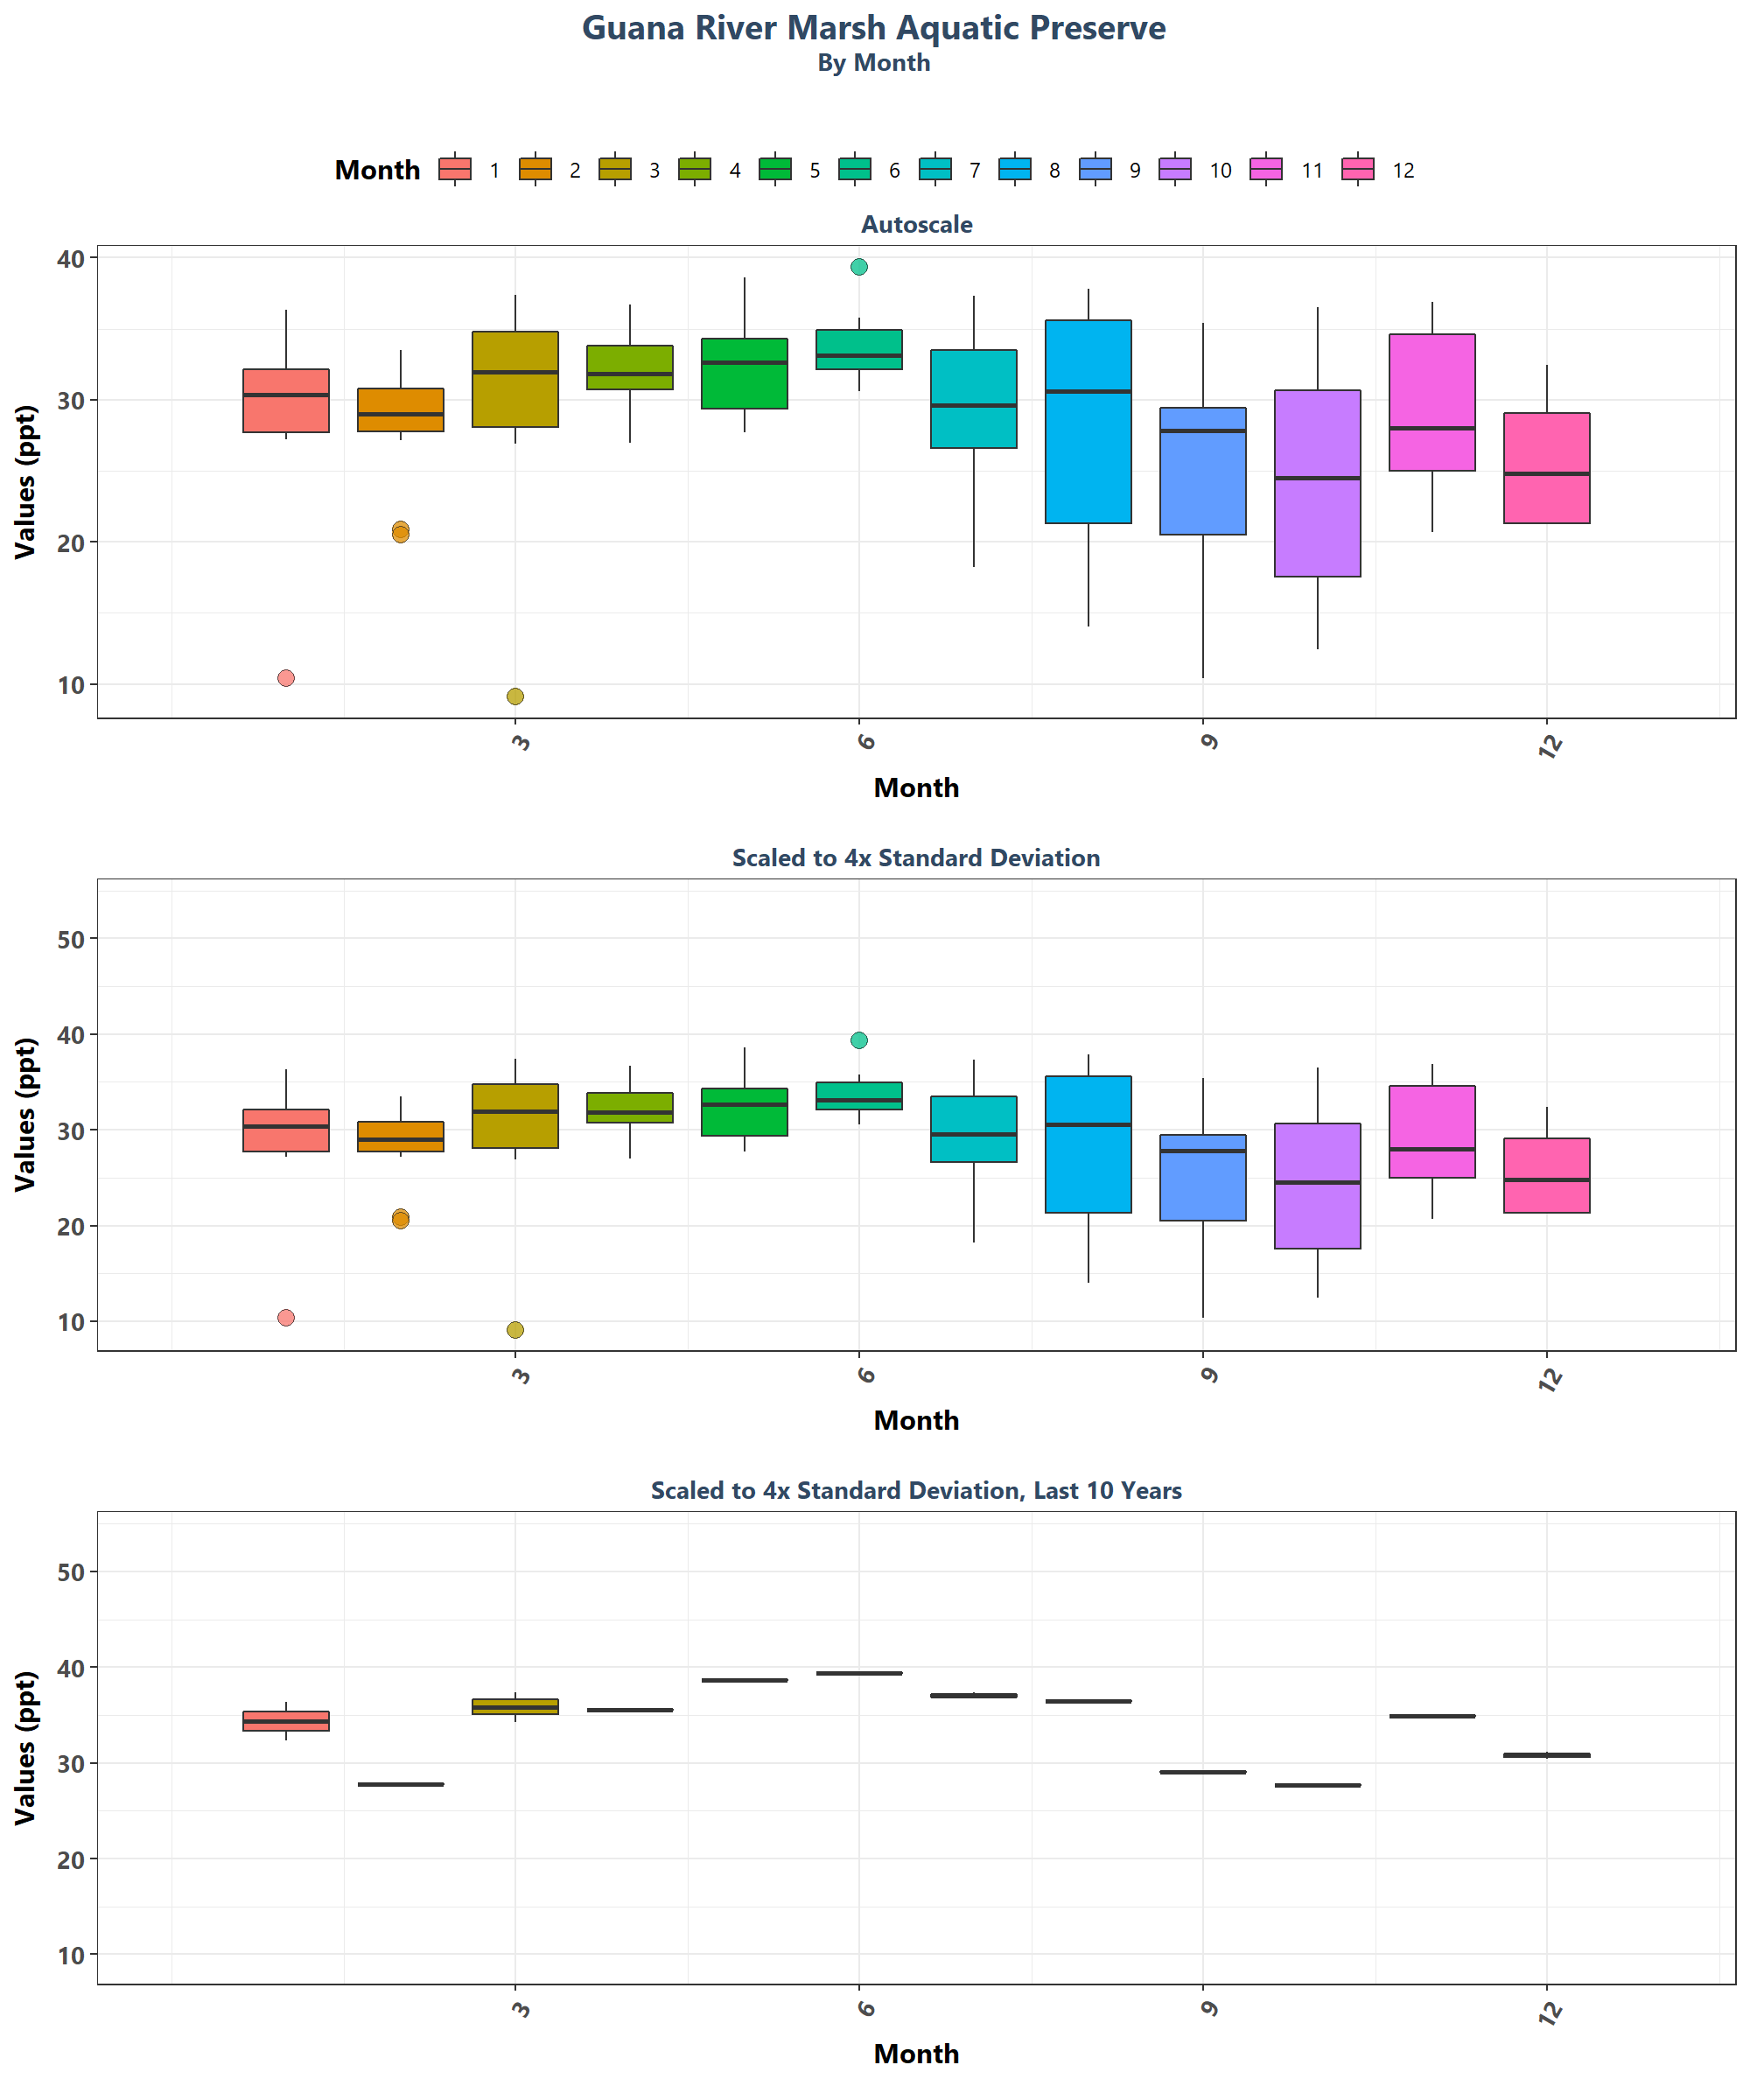 Guana River Marsh Aquatic Preserve
By Month
Month 1 2 3 4 5 6 7 8 9 10 11 12
Autoscale
Values (ppt)
40
30
20
10
3 6 9 12
Month
Scaled to 4x Standard Deviation
Values (ppt)
50
40
30
20
10
3 6 9 12
Month
Scaled to 4x Standard Deviation, Last 10 Years
Values (ppt)
50
40
30
20
10
3 6 9 12
Month